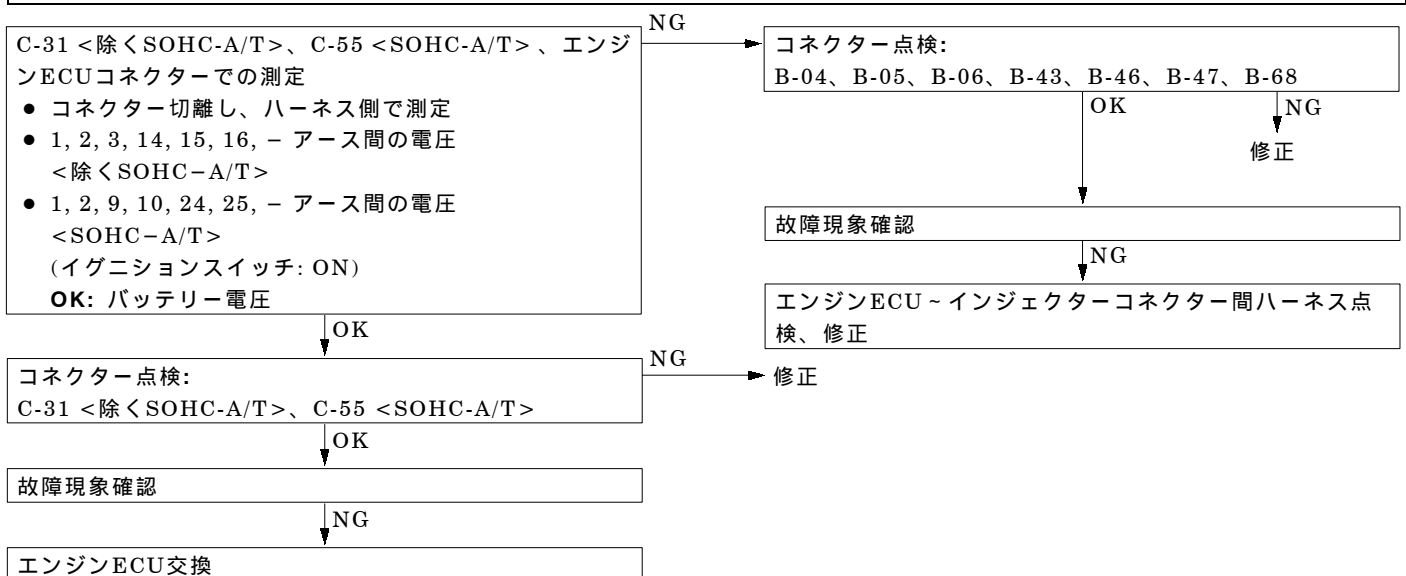 C-31 <除くSOHC-A/T>、C-55 <SOHC-A/T>、エンジ
ンECUコネクターでの測定
● コネクター切離し、ハーネス側で測定
● 1, 2, 3, 14, 15, 16, − アース間の電圧
<除くSOHC−A/T>
● 1, 2, 9, 10, 24, 25, − アース間の電圧
<SOHC−A/T>
(イグニションスイッチ: ON)
OK: バッテリー電圧
NG
コネクター点検:
B-04、B-05、B-06、B-43、B-46、B-47、B-68
OK
NG
修正
故障現象確認
NG
エンジンECU ~ インジェクターコネクター間ハーネス点
検、修正
OK
コネクター点検:
C-31 <除くSOHC-A/T>、C-55 <SOHC-A/T>
NG
修正
OK
故障現象確認
NG
エンジンECU交換